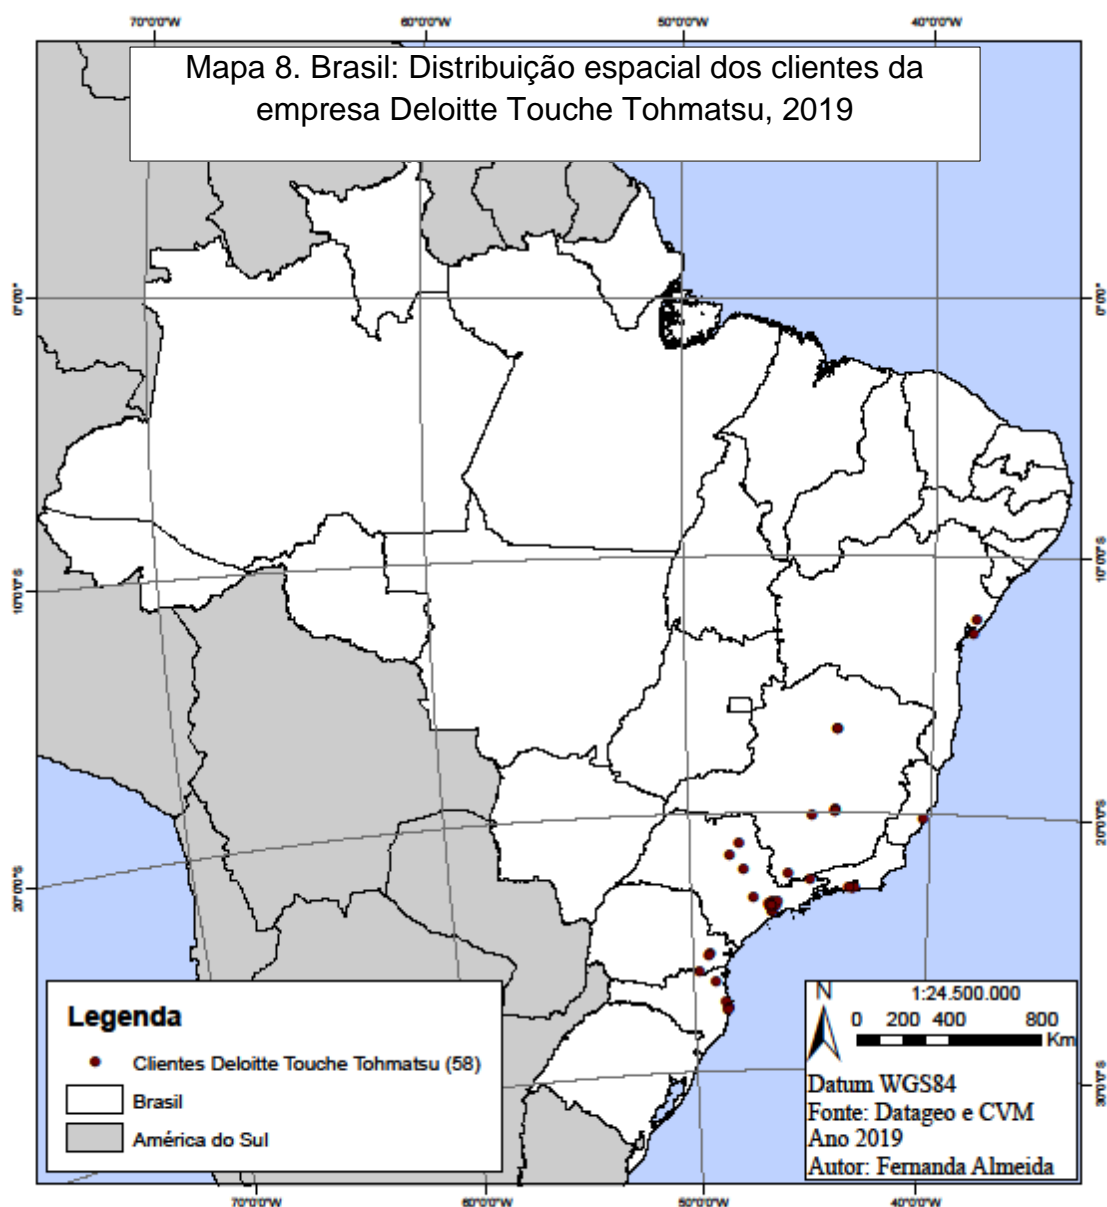 70°0'0"W 60°0'0"W 50°0'0"W 40°0'0"W
Mapa 8. Brasil: Distribuição espacial dos clientes da
empresa Deloitte Touche Tohmatsu, 2019
0°0'0" 0°0'0"
10°0'0"S 10°0'0"S
20°0'0"S 20°0'0"S
30°0'0"S
Legenda
Clientes Deloitte Touche Tohmatsu (58)
Brasil
América do Sul
N
1:24.500.000
0 200 400 800
Km
Datum WGS84
Fonte: Datageo e CVM
Ano 2019
Autor: Fernanda Almeida
70°0'0"W 60°0'0"W 50°0'0"W 40°0'0"W